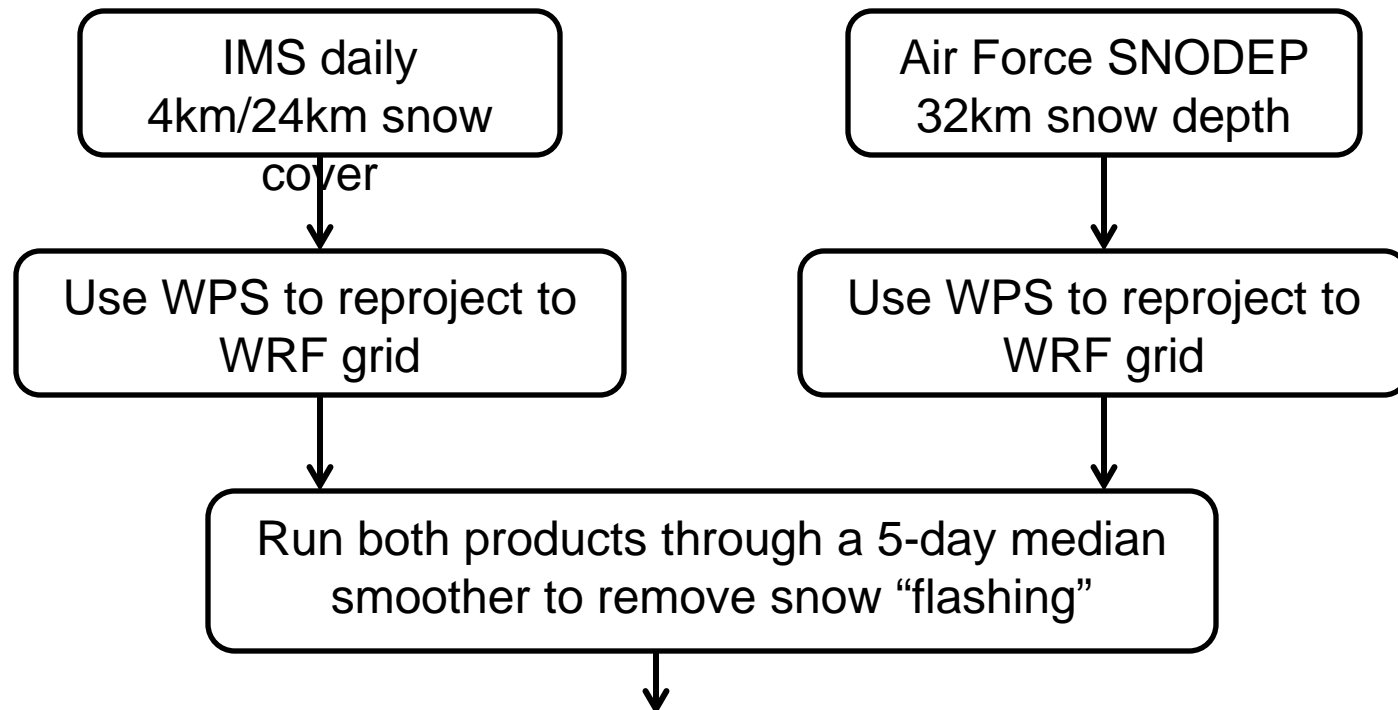 IMS daily
4km/24km snow
cover
Air Force SNODEP
32km snow depth
Use WPS to reproject to
WRF grid
Use WPS to reproject to
WRF grid
Run both products through a 5-day median
smoother to remove snow “flashing”